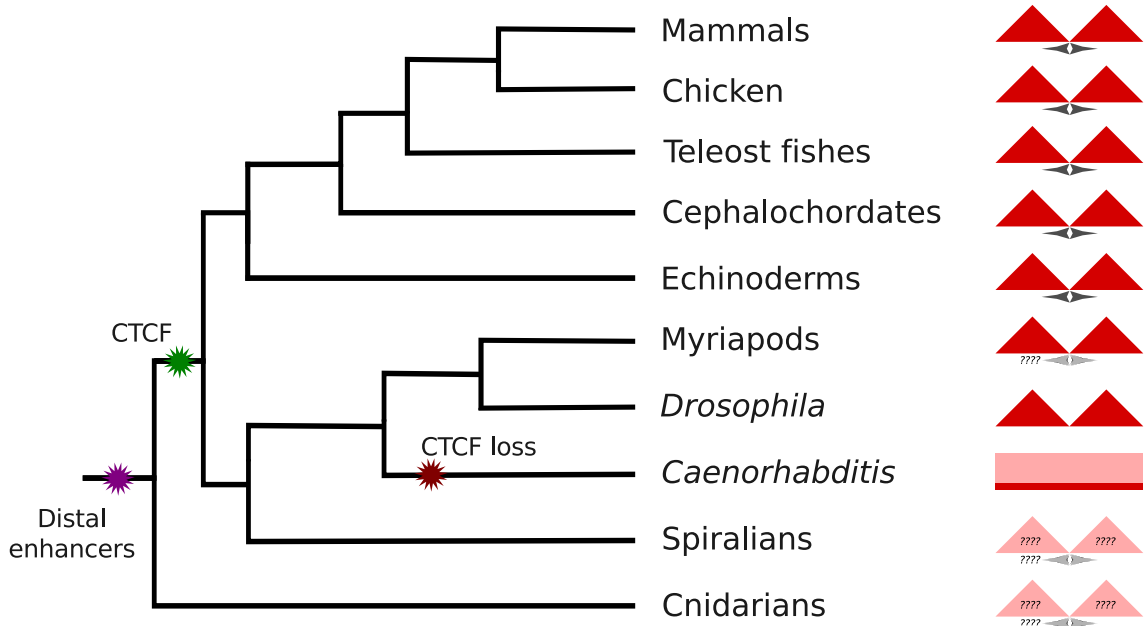 Mammals
Chicken
Teleost fishes
Cephalochordates
Echinoderms
CTCF
Myriapods
????
Drosophila
CTCF loss
Caenorhabditis
Distal
enhancers
Spiralians
???? ????
????
Cnidarians
???? ????
????